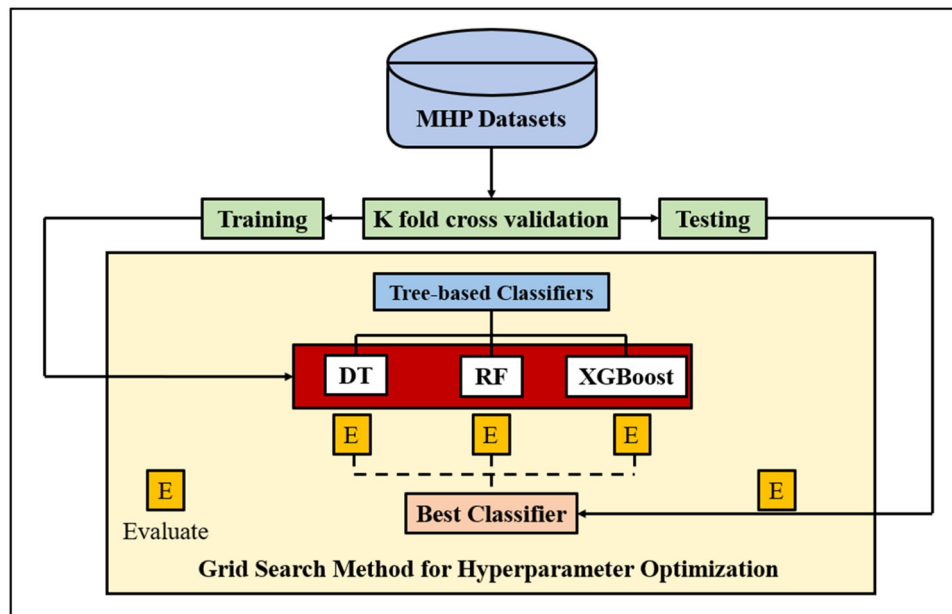 MHP Datasets
Training
K fold cross validation
Testing
Tree-based Classifiers
DT
RF
XGBoost
E
E
E
E
Evaluate
E
Best Classifier
Grid Search Method for Hyperparameter Optimization